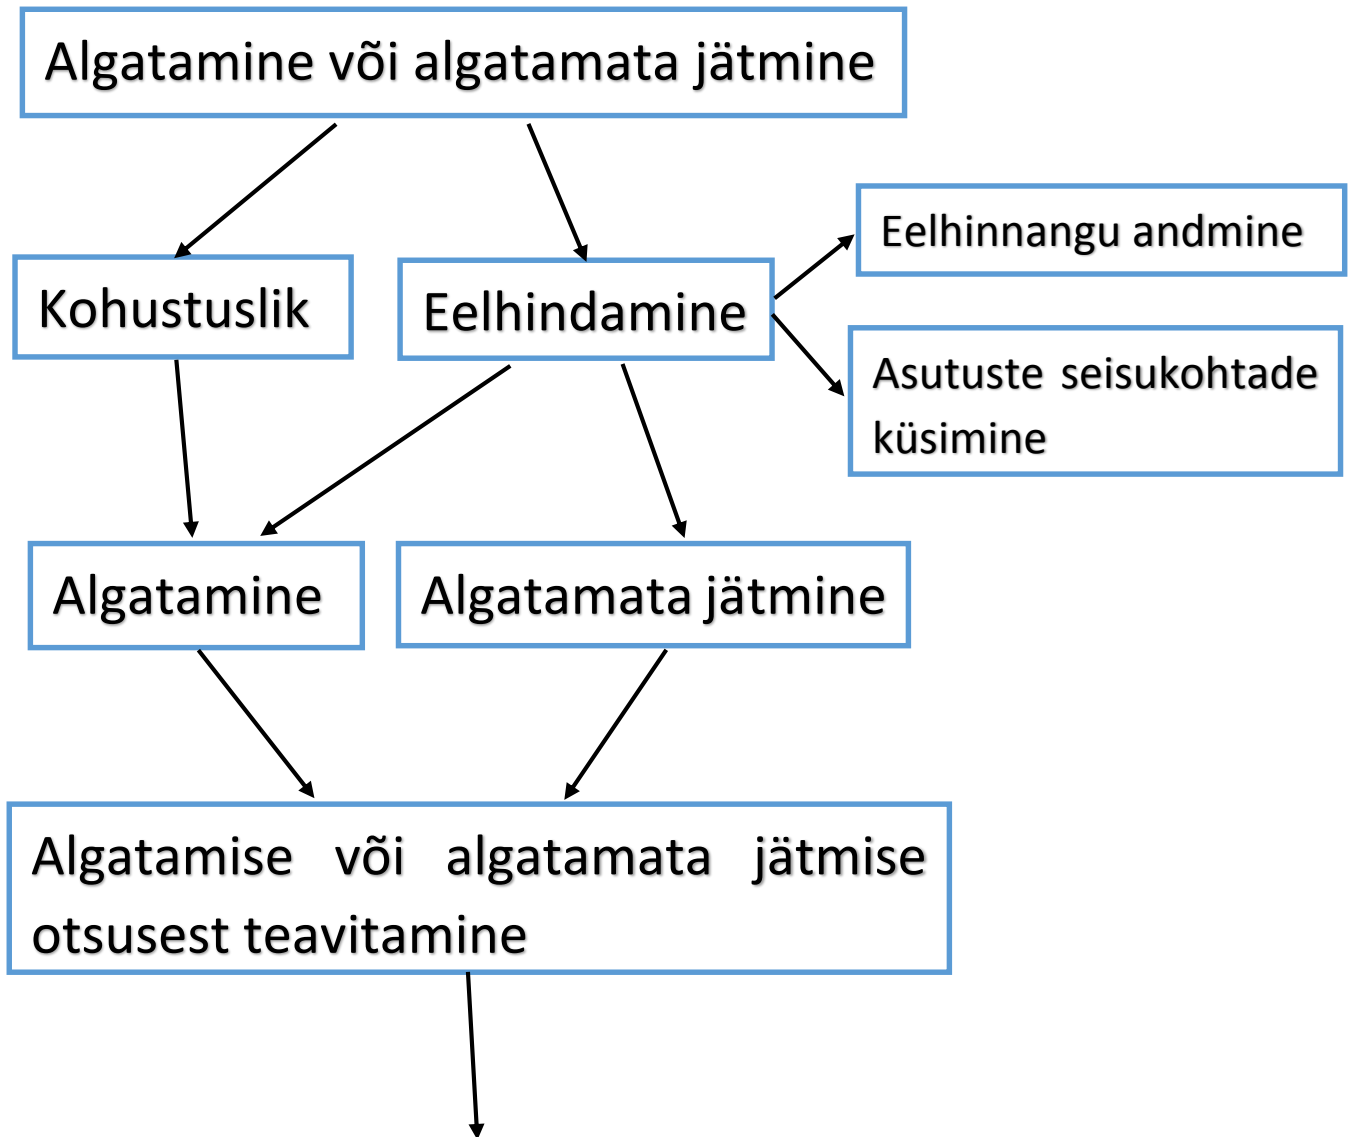 Algatamine või algatamata jätmine
Kohustuslik
Eelhindamine
Eelhinnangu andmine
Asutuste seisukohtade
küsimine
Algatamine
Algatamata jätmine
Algatamise või algatamata jätmise
otsusest teavitamine